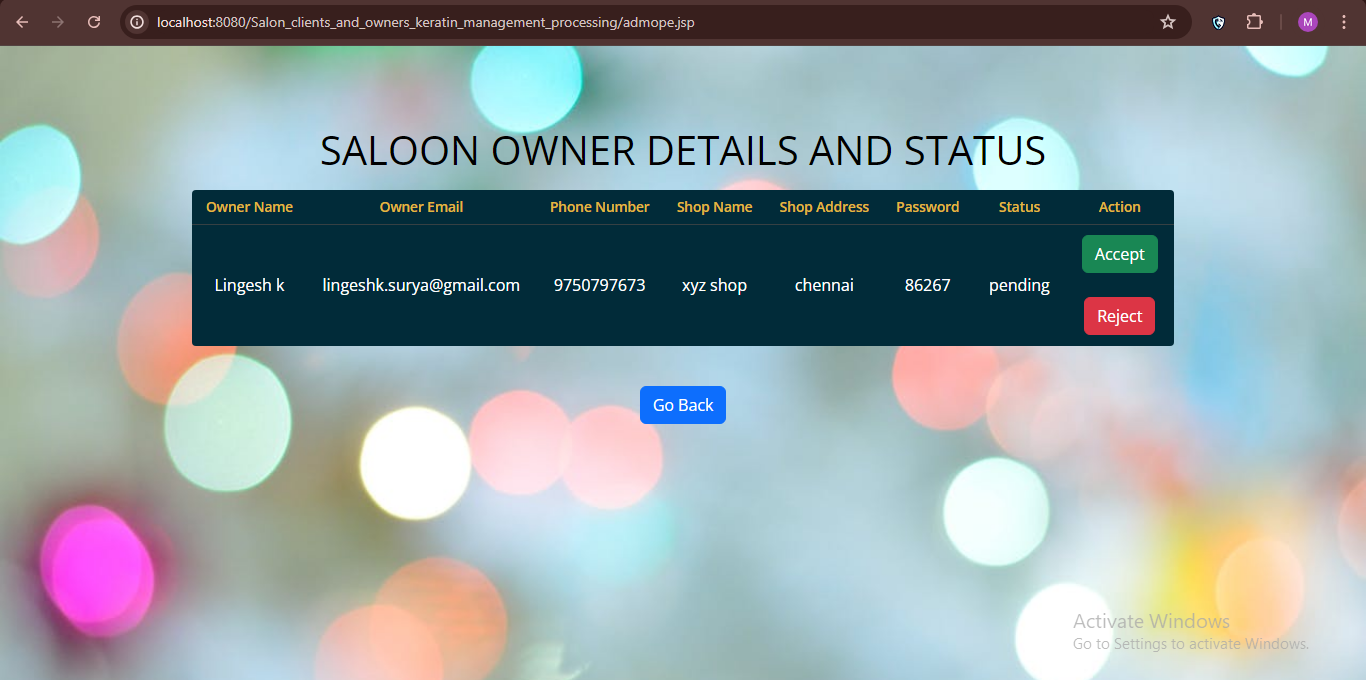 localhost:8080/Salon_clients_and_owners_keratin_management_processing/admope.jsp
M
SALOON OWNER DETAILS AND STATUS
Owner Name Owner Email Phone Number Shop Name Shop Address Password Status Action
Lingesh k lingeshk.surya@gmail.com 9750797673 xyz shop chennai 86267 pending Accept
Reject
Go Back
Activate Windows
Go to Settings to activate Windows.